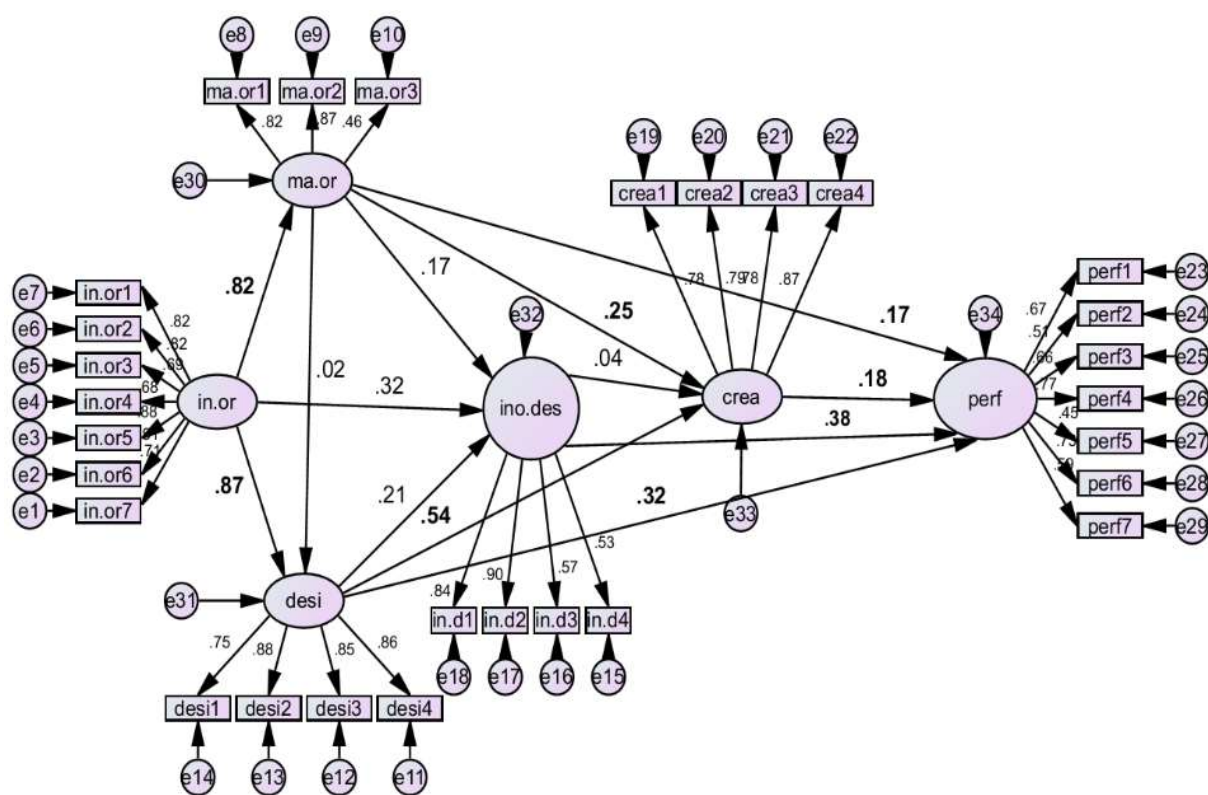 e8 e9 e10
ma.or1 ma.or2 ma.or3
.82 .87 .46
e30 ma.or
e19 e20 e21 e22
crea1 crea2 crea3 crea4
.78 .79 .78 .87
e7 in.or1
e6 in.or2
e5 in.or3
e4 in.or4
e3 in.or5
e2 in.or6
e1 in.or7
.82
.82
.69
.68
.88
.71
in.or
.82
.87
.02
.32
.17
.25
.04
.21
.54
e32
ino.des
crea
e33
.17
.18
.38
.32
e34
perf
.67
.51
.66
.77
.45
.73
.59
perf1 e23
perf2 e24
perf3 e25
perf4 e26
perf5 e27
perf6 e28
perf7 e29
e31 desi
.75 .88 .85 .86
desi1 desi2 desi3 desi4
e14 e13 e12 e11
.84 .90 .57 .53
in.d1 in.d2 in.d3 in.d4
e18 e17 e16 e15